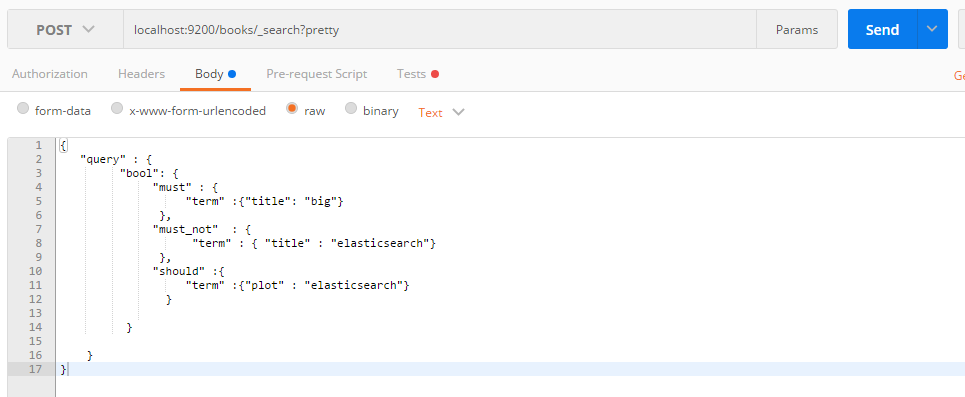 POST localhost:9200/books/_search?pretty Params Send
Authorization Headers Body Pre-request Script Tests Ge
form-data x-www-form-urlencoded raw binary Text
1 {
2 "query" : {
3 "bool": {
4 "must" : {
5 "term" :{"title": "big"}
6 },
7 "must_not" : {
8 "term" : { "title" : "elasticsearch"}
9 },
10 "should" :{
11 "term" :{"plot" : "elasticsearch"}
12 }
13
14 }
15
16 }
17 }